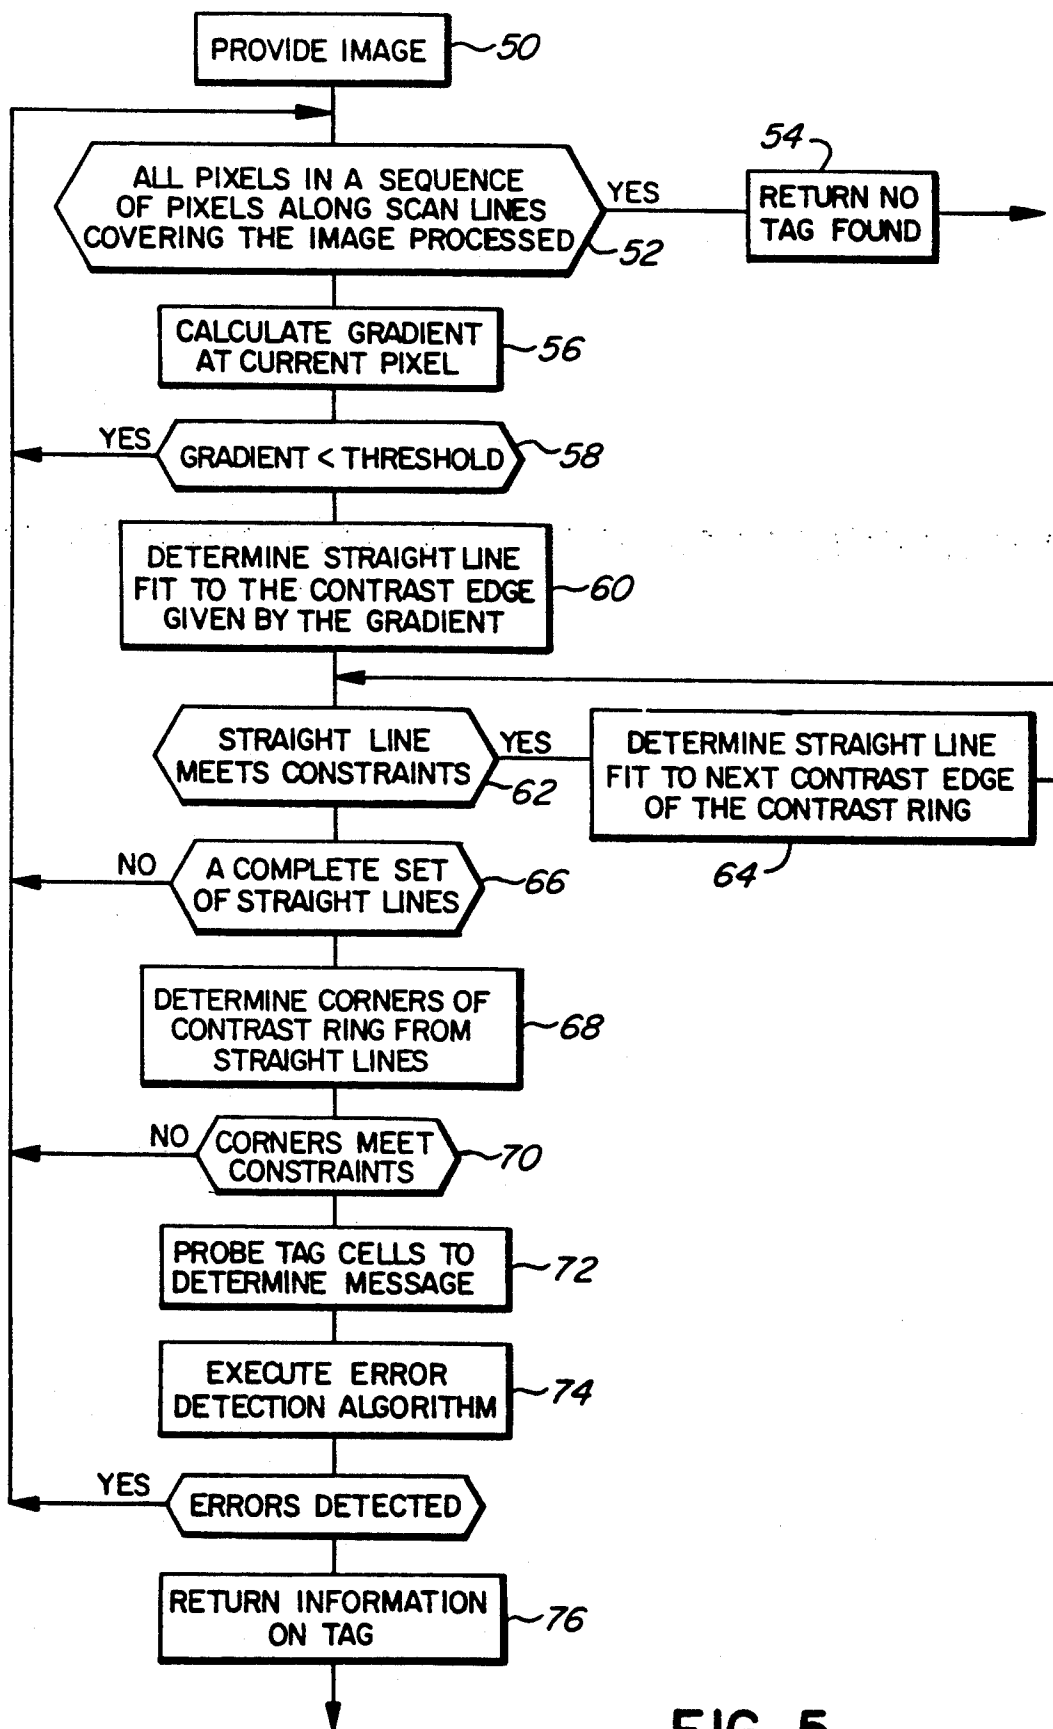 PROVIDE IMAGE
50
ALL PIXELS IN A SEQUENCE
OF PIXELS ALONG SCAN LINES
COVERING THE IMAGE PROCESSED
52
YES
54
RETURN NO
TAG FOUND
CALCULATE GRADIENT
AT CURRENT PIXEL
56
YES
GRADIENT < THRESHOLD
58
DETERMINE STRAIGHT LINE
FIT TO THE CONTRAST EDGE
GIVEN BY THE GRADIENT
60
STRAIGHT LINE
MEETS CONSTRAINTS
62
YES
DETERMINE STRAIGHT LINE
FIT TO NEXT CONTRAST EDGE
OF THE CONTRAST RING
64
NO
A COMPLETE SET
OF STRAIGHT LINES
66
DETERMINE CORNERS OF
CONTRAST RING FROM
STRAIGHT LINES
68
NO
CORNERS MEET
CONSTRAINTS
70
PROBE TAG CELLS TO
DETERMINE MESSAGE
72
EXECUTE ERROR
DETECTION ALGORITHM
74
YES
ERRORS DETECTED
RETURN INFORMATION
ON TAG
76
FIG. 5